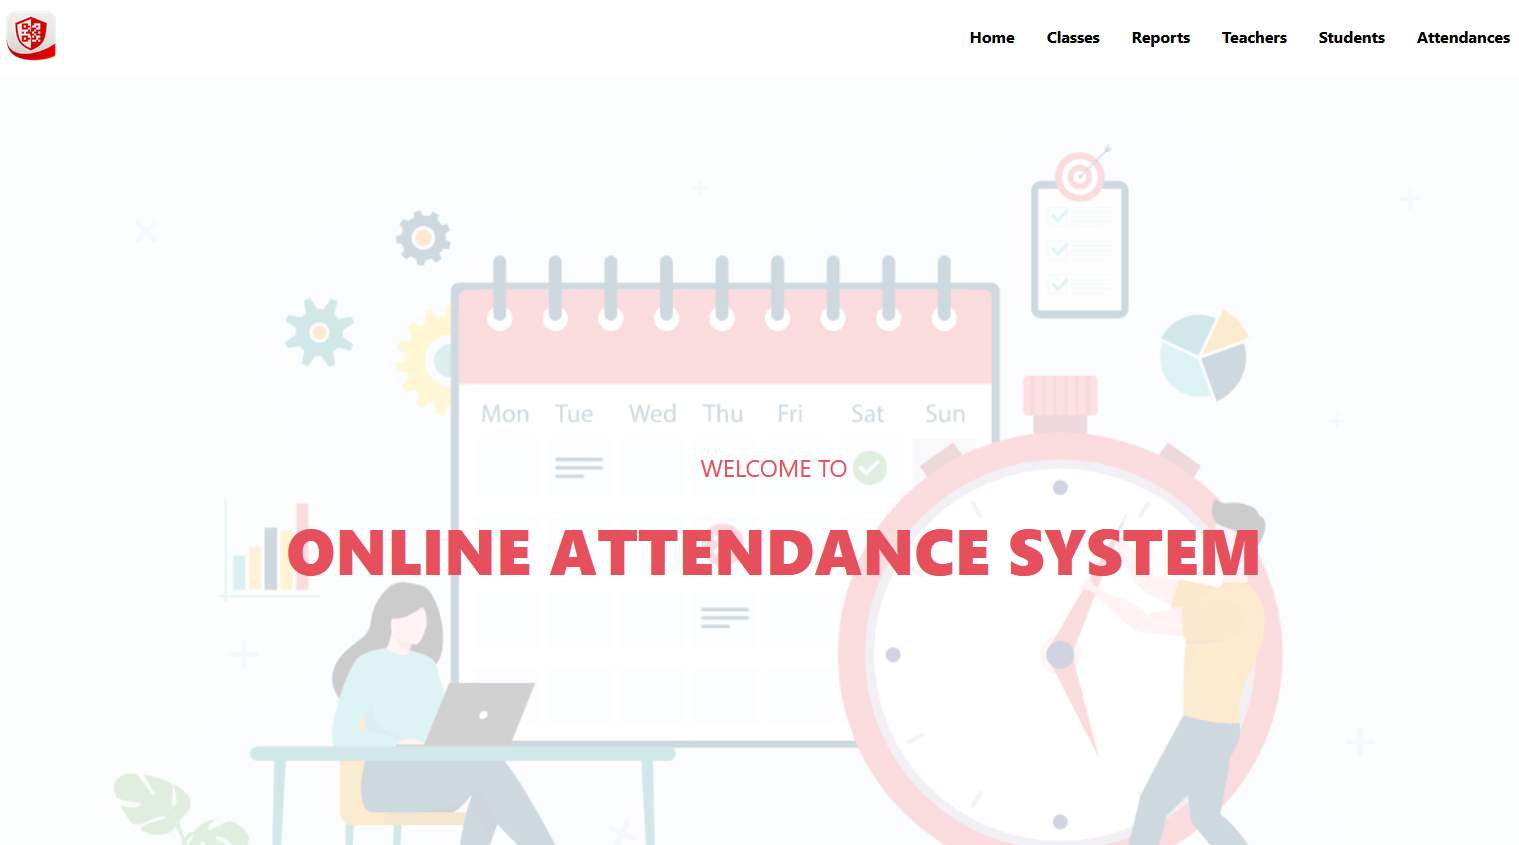 Home Classes Reports Teachers Students Attendances
Mon Tue Wed Thu Fri Sat Sun
WELCOME TO
ONLINE ATTENDANCE SYSTEM